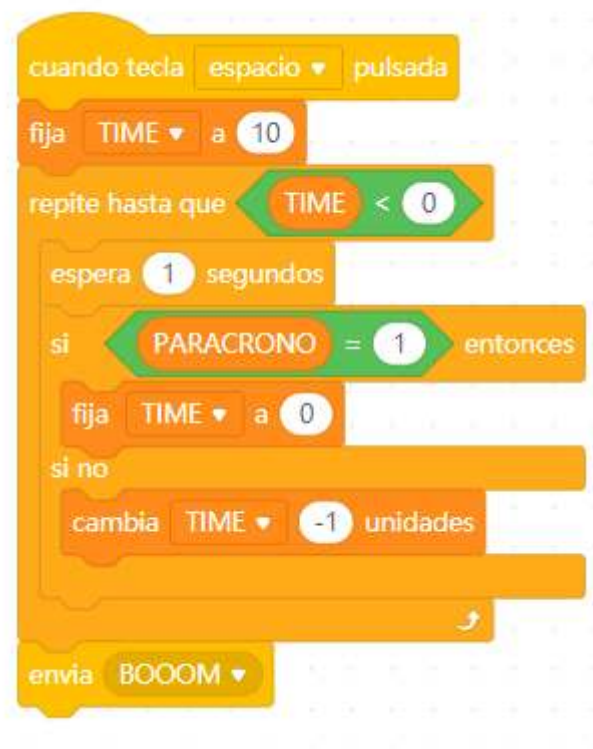 cuando tecla espacio pulsada
fija TIME a 10
repite hasta que TIME < 0
espera 1 segundos
si PARACRONO = 1 entonces
fija TIME a 0
si no
cambia TIME -1 unidades
envia BOOOM